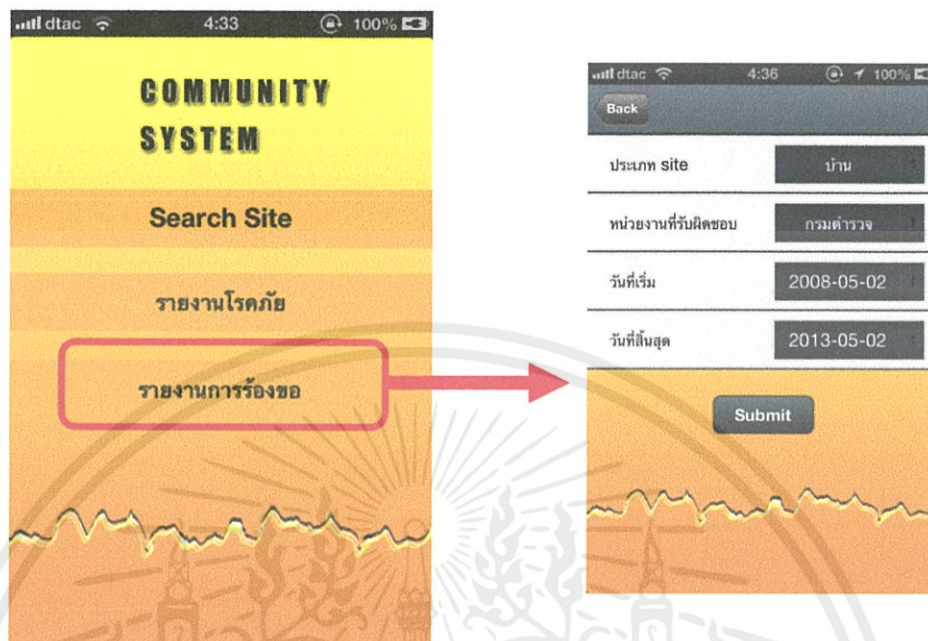 dtac 4:33 100%
COMMUNITY
SYSTEM
Search Site
รายงานโรคภัย
รายงานการร้องขอ
dtac 4:36 100%
Back
ประเภท site บ้าน
หน่วยงานที่รับผิดชอบ กรมตำรวจ
วันที่เริ่ม 2008-05-02
วันที่สิ้นสุด 2013-05-02
Submit